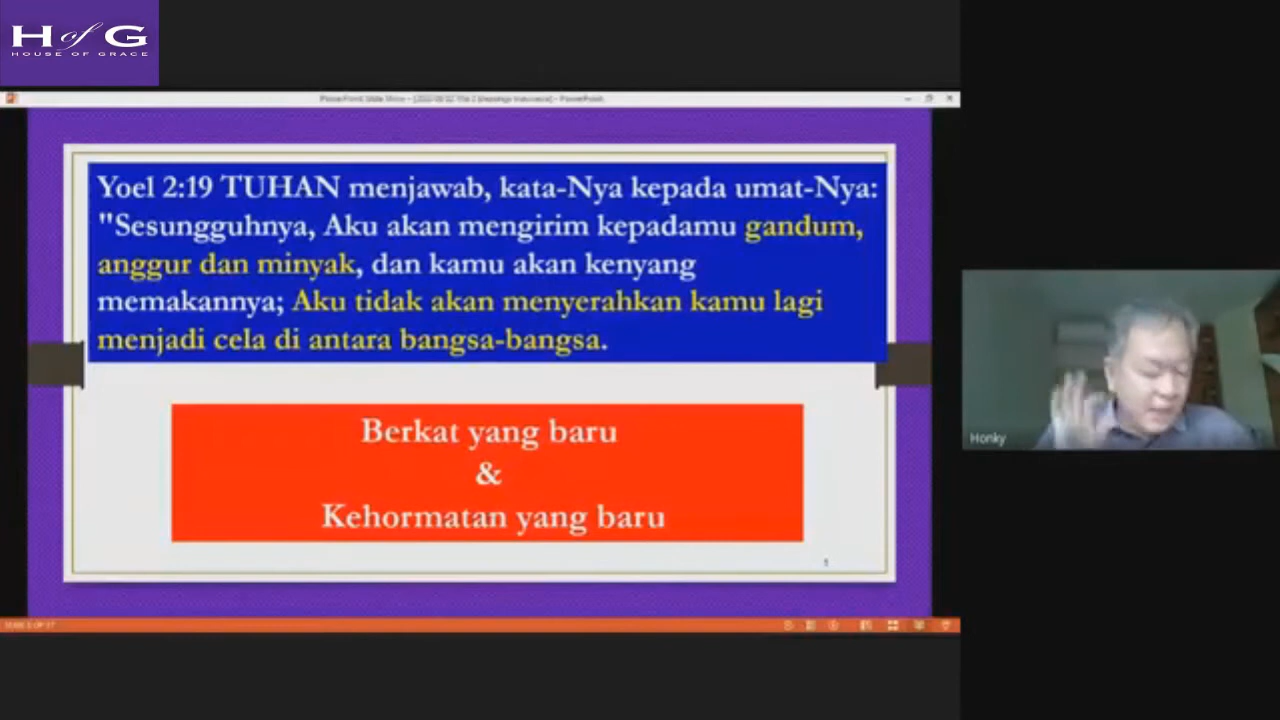 H of G
HOUSE OF GRACE
Yoel 2:19 TUHAN menjawab, kata-Nya kepada umat-Nya:
"Sesungguhnya, Aku akan mengirim kepadamu gandum,
anggur dan minyak, dan kamu akan kenyang
memakannya; Aku tidak akan menyerahkan kamu lagi
menjadi cela di antara bangsa-bangsa.
Berkat yang baru
&
Kehormatan yang baru
Honky